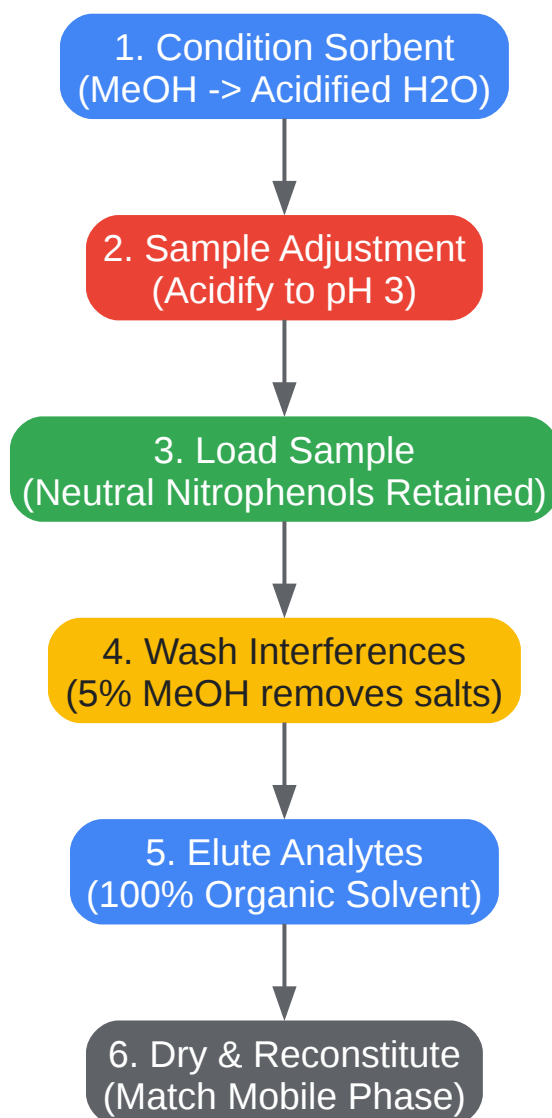 1. Condition Sorbent
(MeOH -> Acidified H2O)
2. Sample Adjustment
(Acidify to pH 3)
3. Load Sample
(Neutral Nitrophenols Retained)
4. Wash Interferences
(5% MeOH removes salts)
5. Elute Analytes
(100% Organic Solvent)
6. Dry & Reconstitute
(Match Mobile Phase)